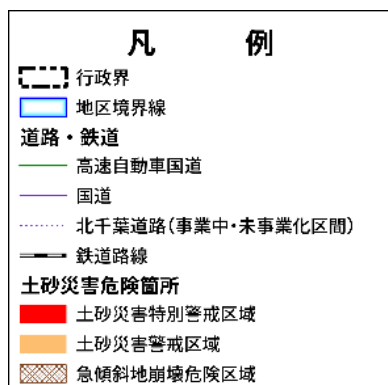 凡 例
行政界
地区境界線
道路・鉄道
高速自動車国道
国道
北千葉道路(事業中・未事業化区間)
鉄道路線
土砂災害危険箇所
土砂災害特別警戒区域
土砂災害警戒区域
急傾斜地崩壊危険区域